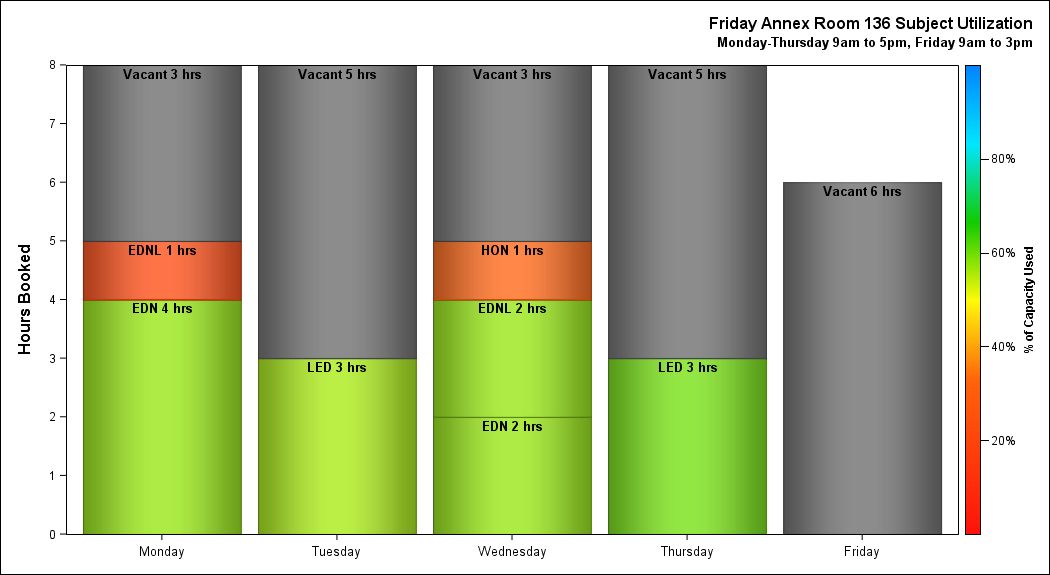 Friday Annex Room 136 Subject Utilization
Monday-Thursday 9am to 5pm, Friday 9am to 3pm
Hours Booked
8
7
6
5
4
3
2
1
0
Vacant 3 hrs
EDNL 1 hrs
EDN 4 hrs
Vacant 5 hrs
LED 3 hrs
Vacant 3 hrs
HON 1 hrs
EDNL 2 hrs
EDN 2 hrs
Vacant 5 hrs
LED 3 hrs
Vacant 6 hrs
Monday
Tuesday
Wednesday
Thursday
Friday
80%
60%
40%
20%
% of Capacity Used